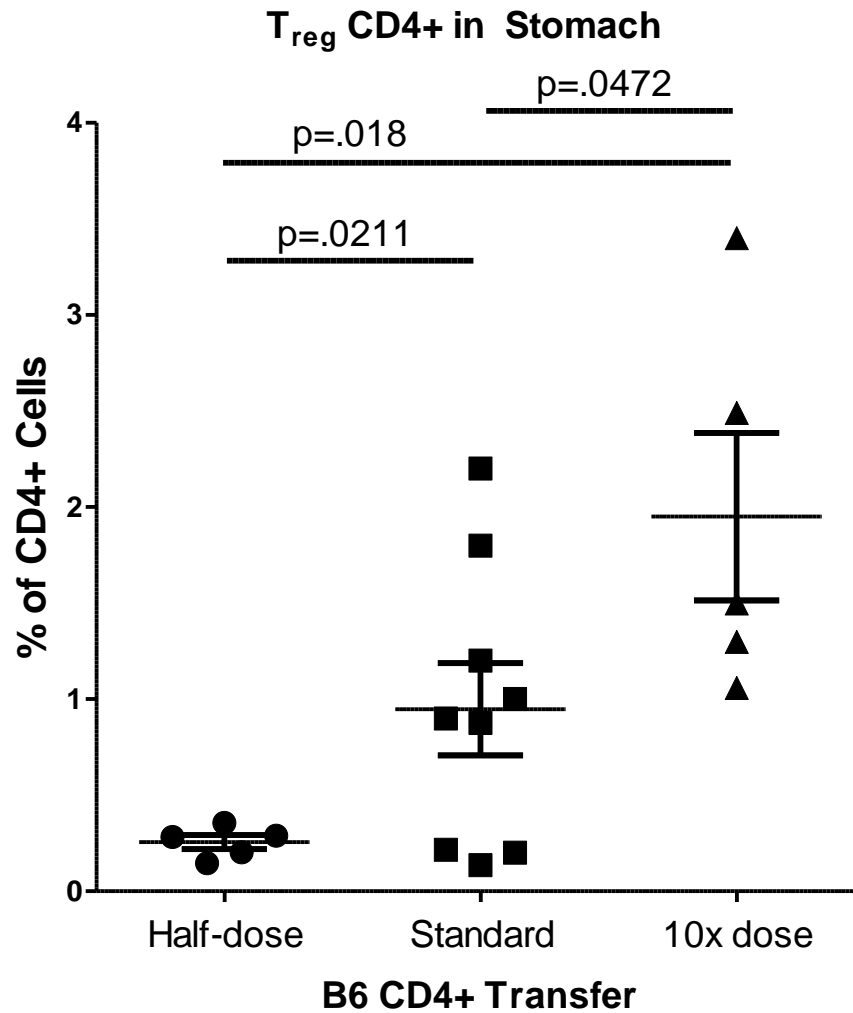 Treg CD4+ in Stomach
p=.0472
p=.018
p=.0211
4
3
2
1
0
% of CD4+ Cells
Half-dose Standard 10x dose
B6 CD4+ Transfer